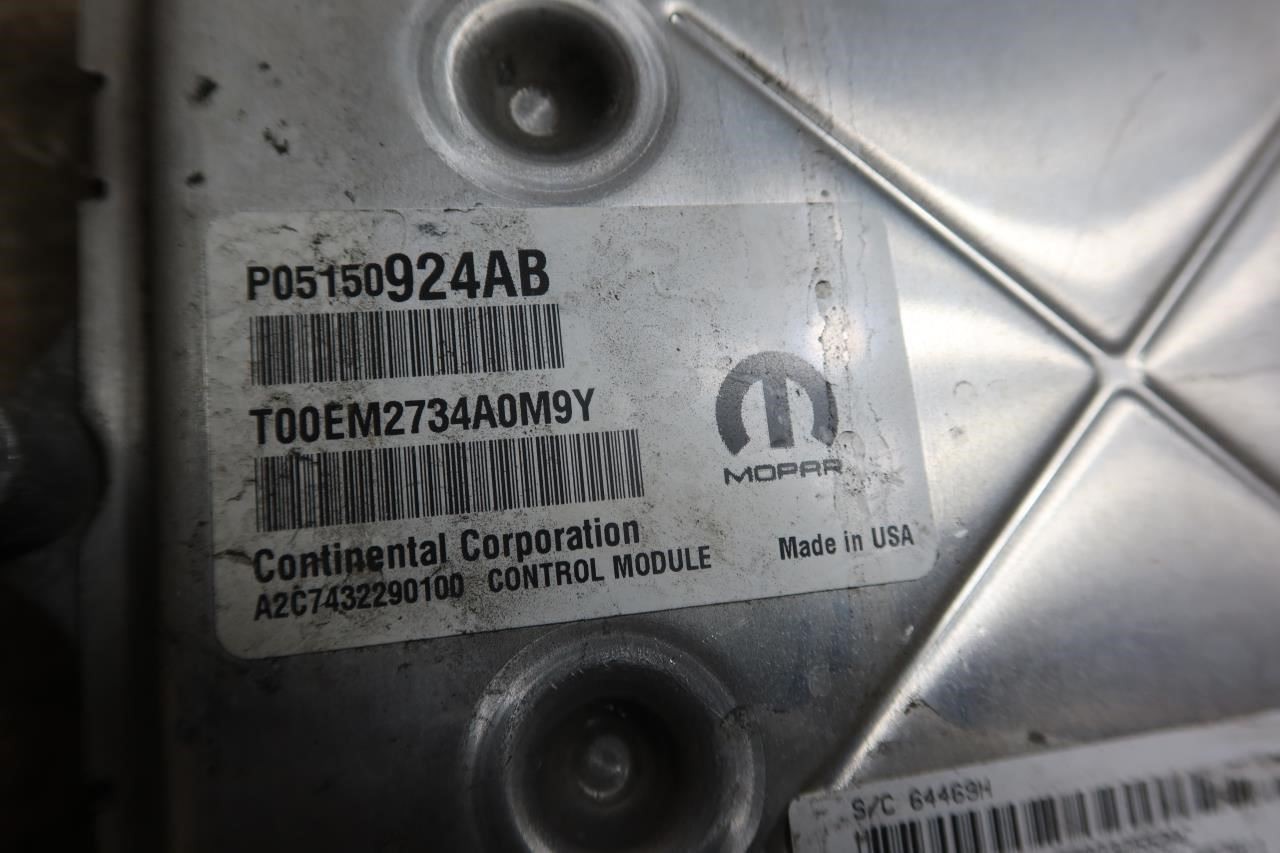 P05150924AB
T00EM2734A0M9Y
MOPAR
Continental Corporation
A2C7432290100 CONTROL MODULE
Made in USA
S/C 64469H